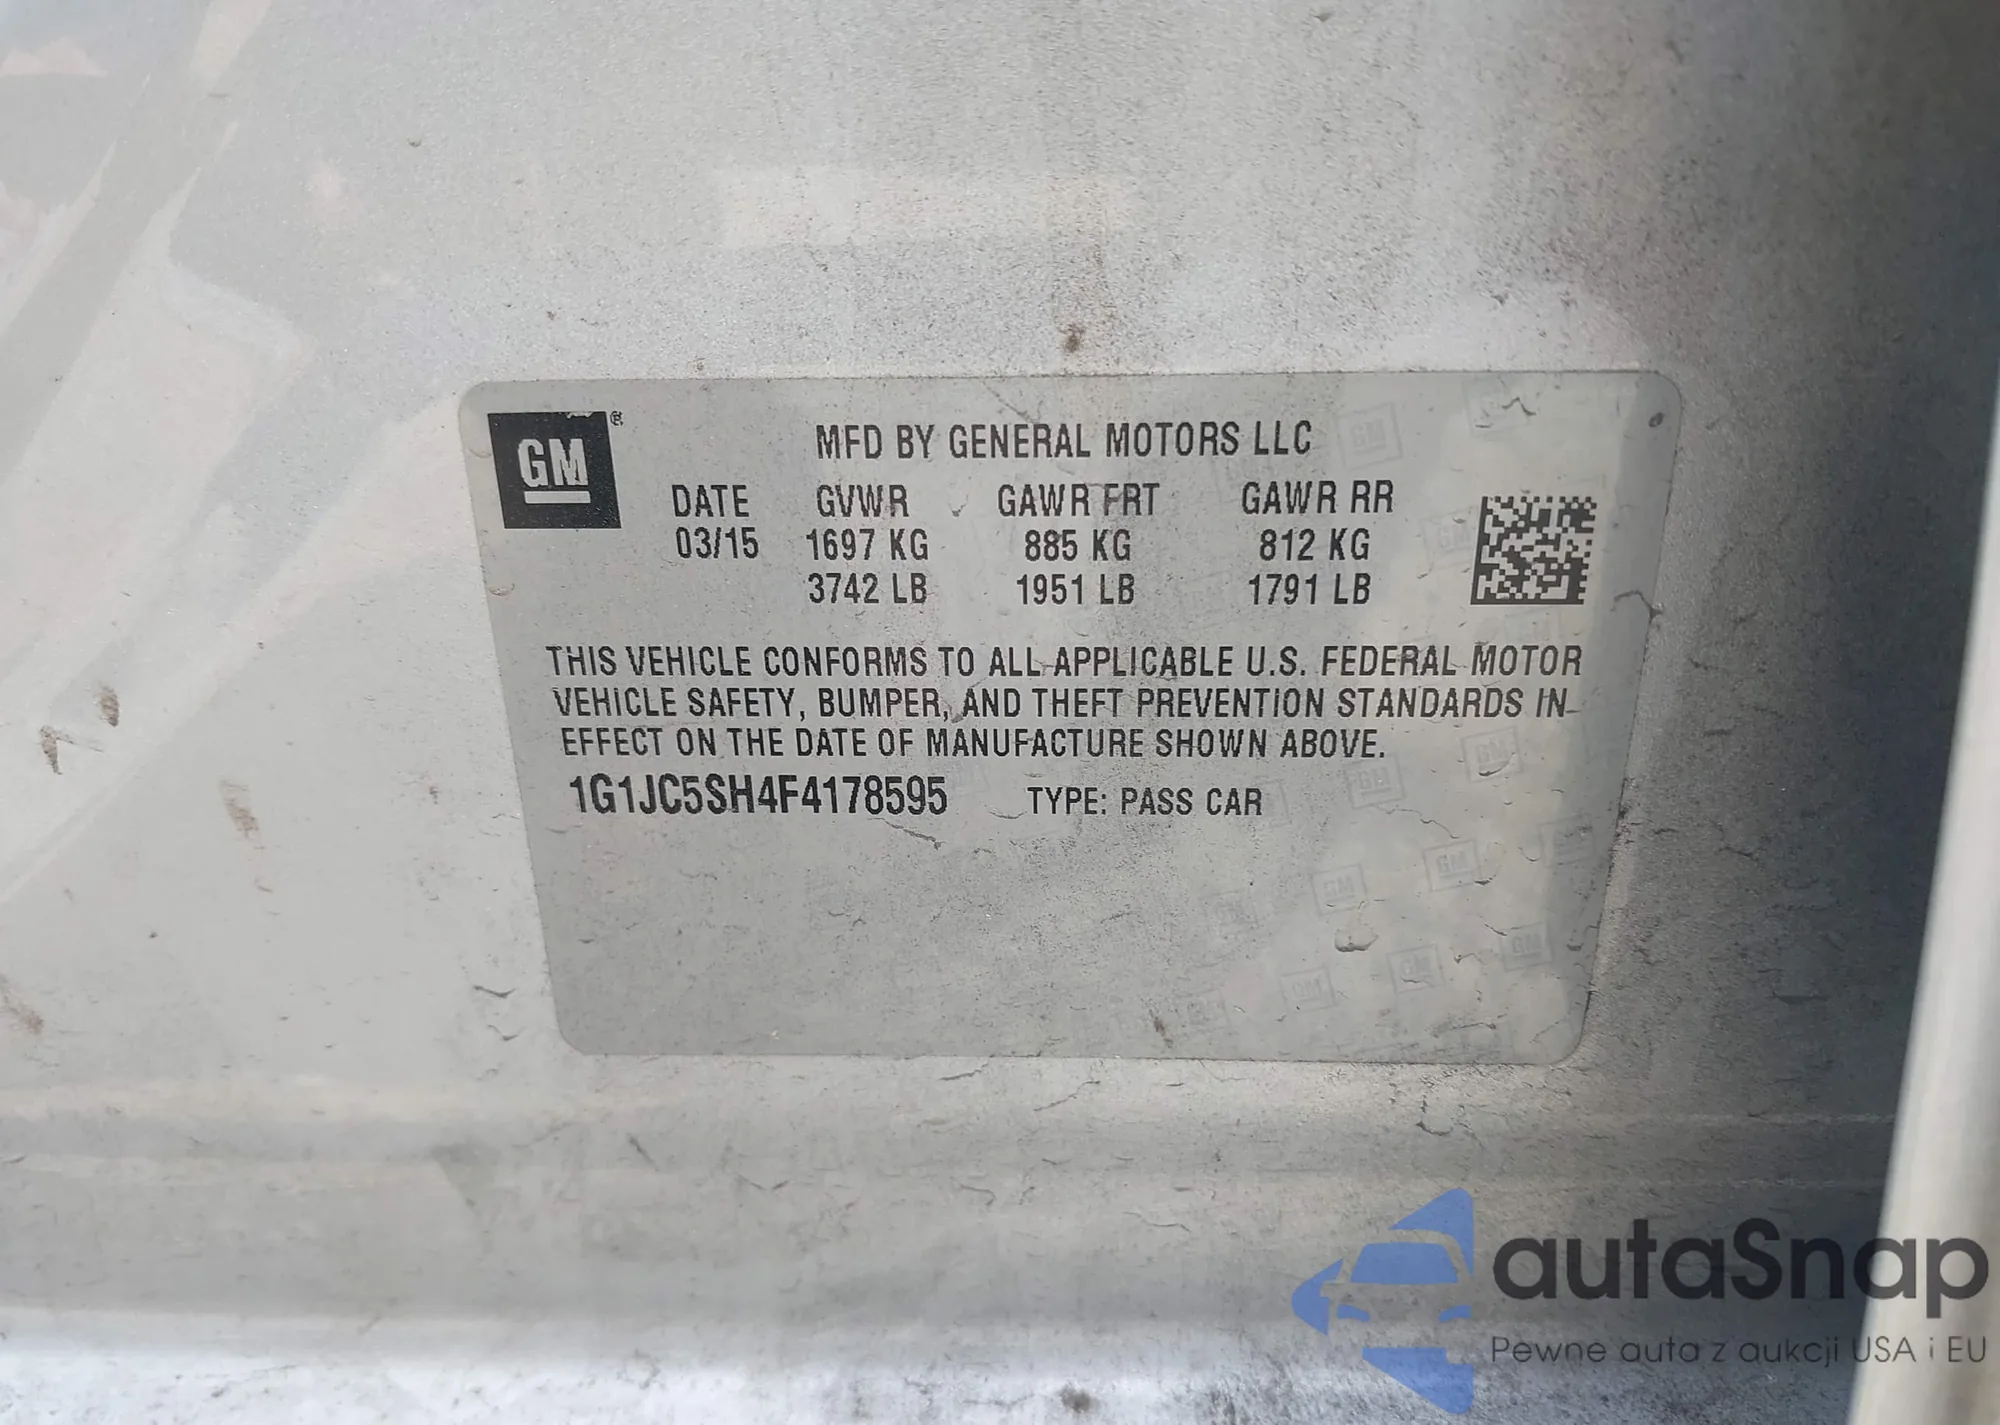 GM ®
MFD BY GENERAL MOTORS LLC
DATE GVWR GAWR FRT GAWR RR
03/15 1697 KG 885 KG 812 KG
3742 LB 1951 LB 1791 LB
THIS VEHICLE CONFORMS TO ALL APPLICABLE U.S. FEDERAL MOTOR
VEHICLE SAFETY, BUMPER, AND THEFT PREVENTION STANDARDS IN
EFFECT ON THE DATE OF MANUFACTURE SHOWN ABOVE.
1G1JC5SH4F4178595 TYPE: PASS CAR
autaSnap
Pewne auta z aukcji USA i EU